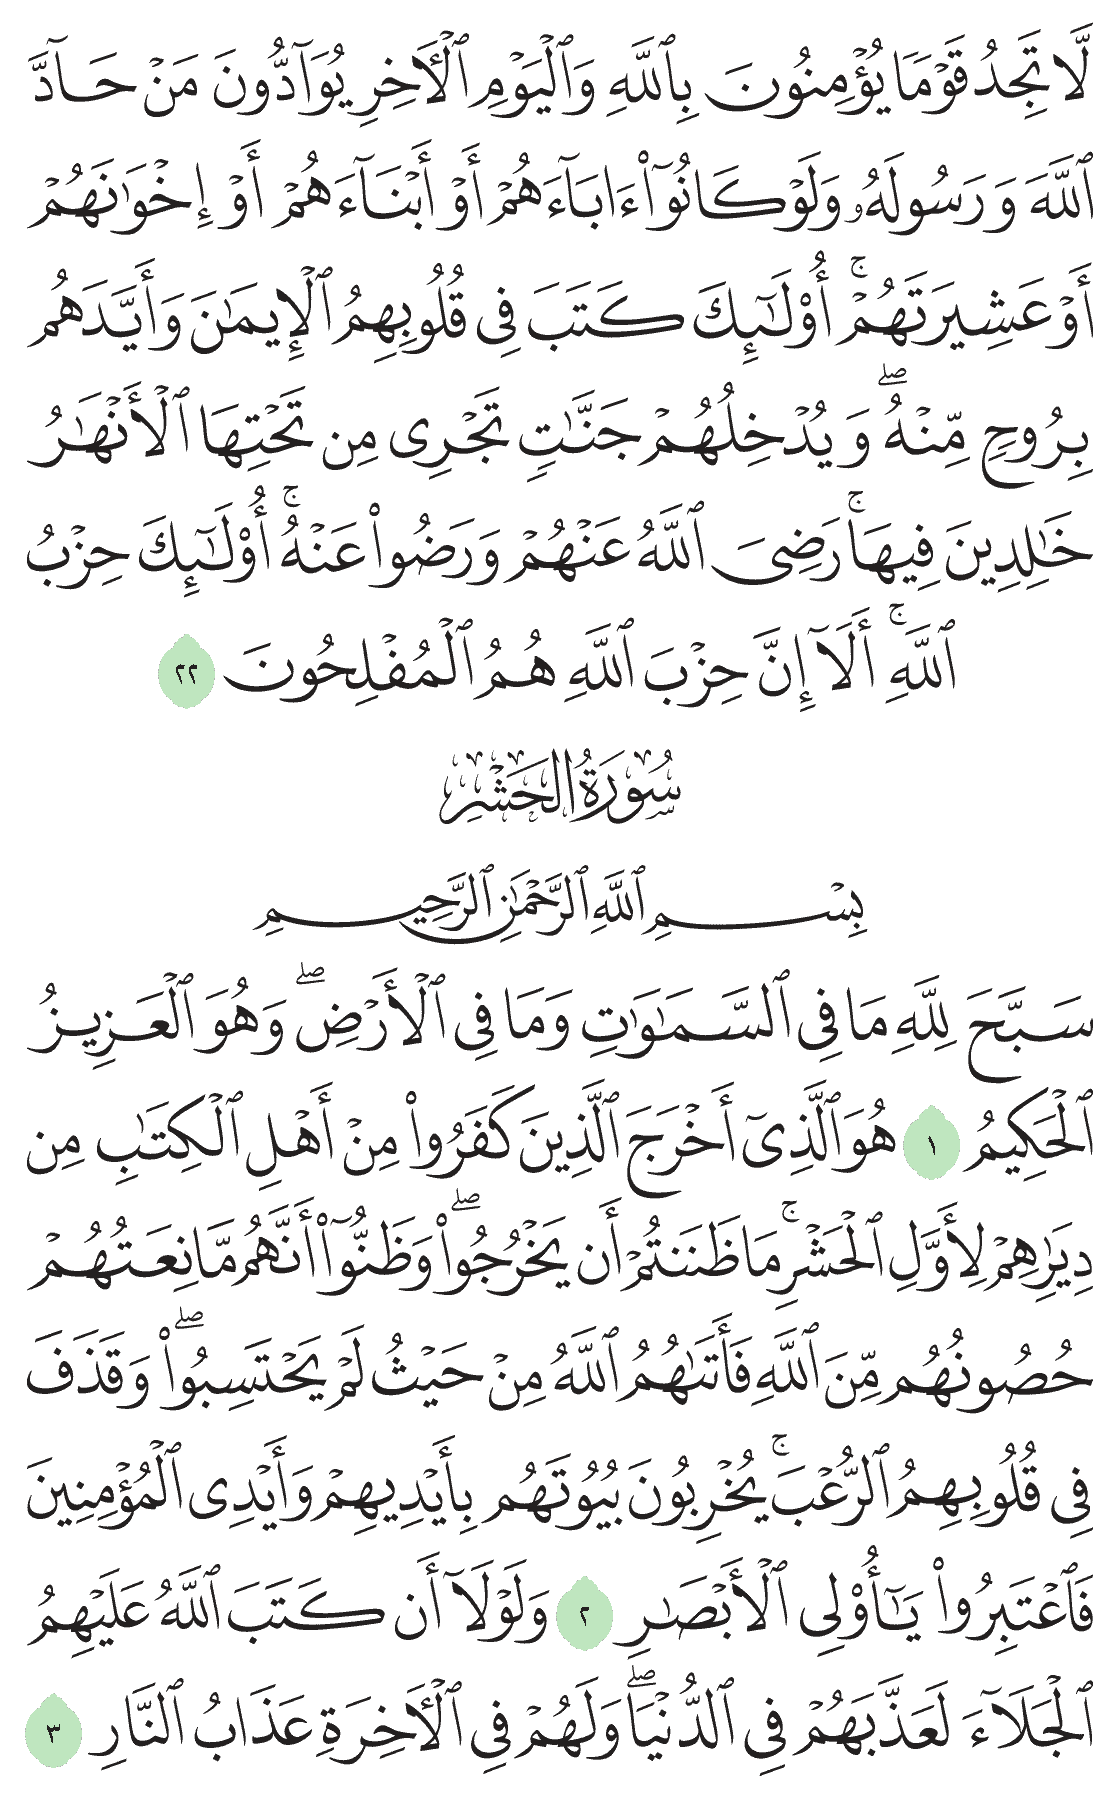 لَّا تَجِدُ قَوْمًا يُؤْمِنُونَ بِٱللَّهِ وَٱلْيَوْمِ ٱلْأَخِرِ يُوَآدُّونَ مَنْ حَآدَّ
ٱللَّهَ وَرَسُولَهُۥ وَلَوْ كَانُوٓا۟ ءَابَآءَهُمْ أَوْ أَبْنَآءَهُمْ أَوْ إِخْوَٰنَهُمْ
أَوْ عَشِيرَتَهُمْ ۚ أُو۟لَـٰٓئِكَ كَتَبَ فِى قُلُوبِهِمُ ٱلْإِيمَـٰنَ وَأَيَّدَهُم
بِرُوحٍ مِّنْهُ ۖ وَيُدْخِلُهُمْ جَنَّـٰتٍ تَجْرِى مِن تَحْتِهَا ٱلْأَنْهَـٰرُ
خَـٰلِدِينَ فِيهَا ۚ رَضِىَ ٱللَّهُ عَنْهُمْ وَرَضُوا۟ عَنْهُ ۚ أُو۟لَـٰٓئِكَ حِزْبُ
ٱللَّهِ ۚ أَلَآ إِنَّ حِزْبَ ٱللَّهِ هُمُ ٱلْمُفْلِحُونَ ٢٢
سُورَةُ الحَشْرِ
بِسْمِ ٱللَّهِ ٱلرَّحْمَـٰنِ ٱلرَّحِيمِ
سَبَّحَ لِلَّهِ مَا فِى ٱلسَّمَـٰوَٰتِ وَمَا فِى ٱلْأَرْضِ ۖ وَهُوَ ٱلْعَزِيزُ
ٱلْحَكِيمُ ١ هُوَ ٱلَّذِىٓ أَخْرَجَ ٱلَّذِينَ كَفَرُوا۟ مِنْ أَهْلِ ٱلْكِتَـٰبِ مِن
دِيَـٰرِهِمْ لِأَوَّلِ ٱلْحَشْرِ ۚ مَا ظَنَنتُمْ أَن يَخْرُجُوا۟ ۖ وَظَنُّوٓا۟ أَنَّهُم مَّانِعَتُهُمْ
حُصُونُهُم مِّنَ ٱللَّهِ فَأَتَىٰهُمُ ٱللَّهُ مِنْ حَيْثُ لَمْ يَحْتَسِبُوا۟ ۖ وَقَذَفَ
فِى قُلُوبِهِمُ ٱلرُّعْبَ ۚ يُخْرِبُونَ بُيُوتَهُم بِأَيْدِيهِمْ وَأَيْدِى ٱلْمُؤْمِنِينَ
فَٱعْتَبِرُوا۟ يَـٰٓأُو۟لِى ٱلْأَبْصَـٰرِ ٢ وَلَوْلَآ أَن كَتَبَ ٱللَّهُ عَلَيْهِمُ
ٱلْجَلَآءَ لَعَذَّبَهُمْ فِى ٱلدُّنْيَا ۖ وَلَهُمْ فِى ٱلْأَخِرَةِ عَذَابُ ٱلنَّارِ ٣